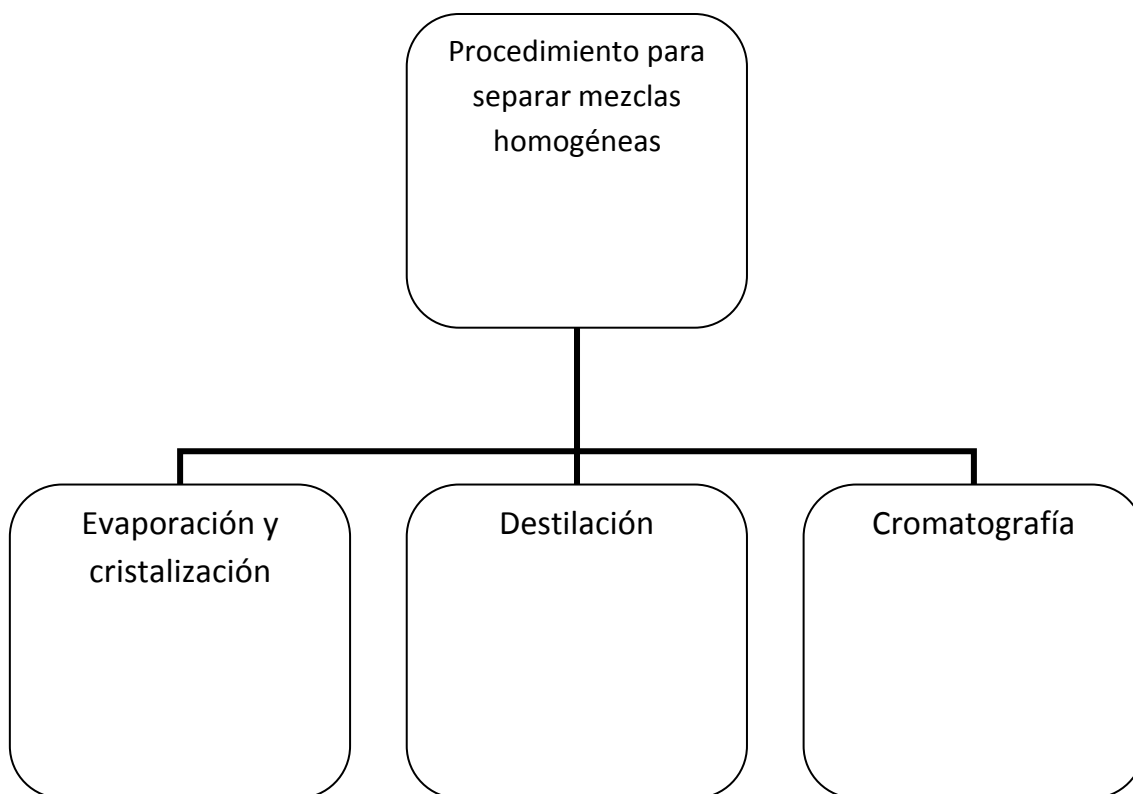 Procedimiento para
separar mezclas
homogéneas
Evaporación y
cristalización
Destilación
Cromatografía